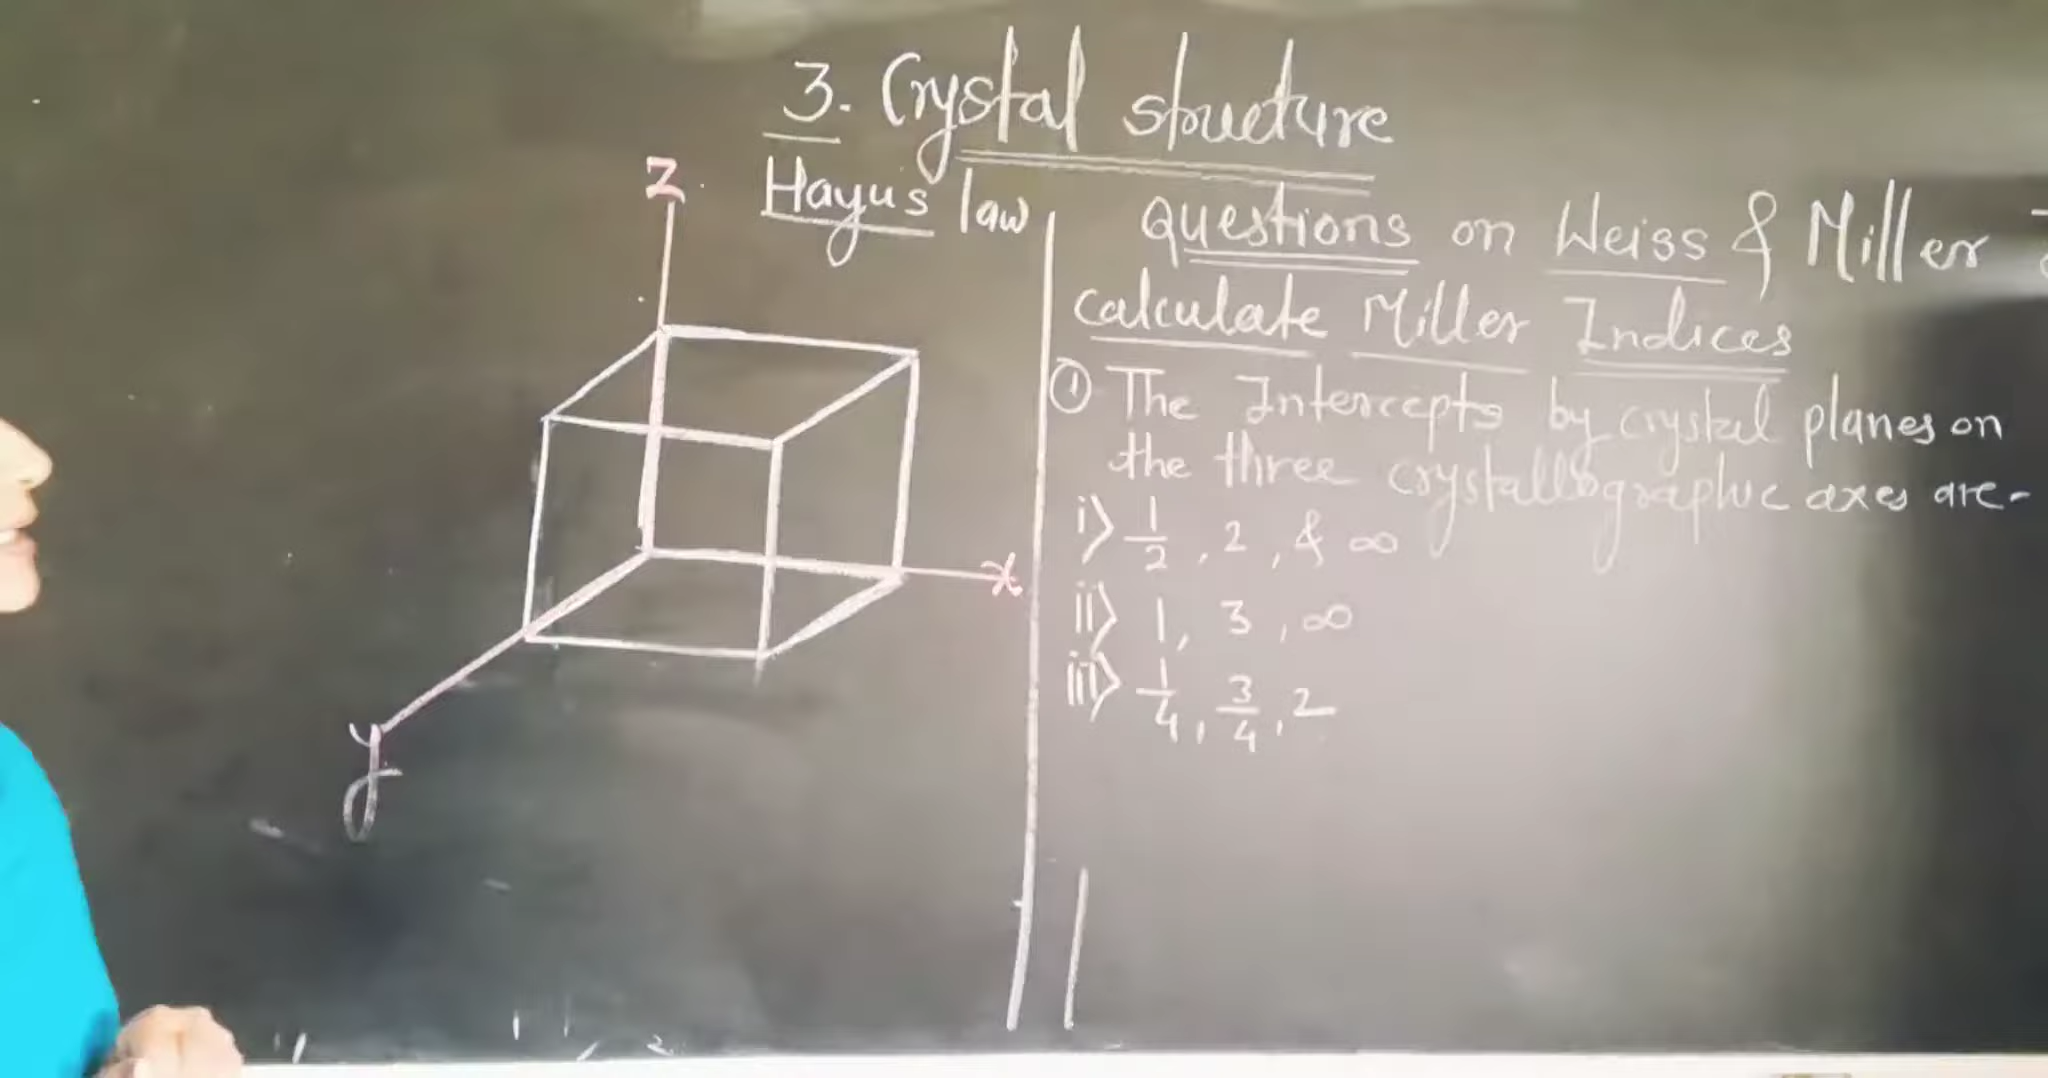 3. Crystal structure
Hayus law
Z
x
y
Questions on Weiss & Miller
Calculate Miller Indices
① The Intercepts by crystal planes on
the three crystallographic axes are-
i) 1/2, 2, & ∞
ii) 1, 3, ∞
iii) 1/4, 3/4, 2